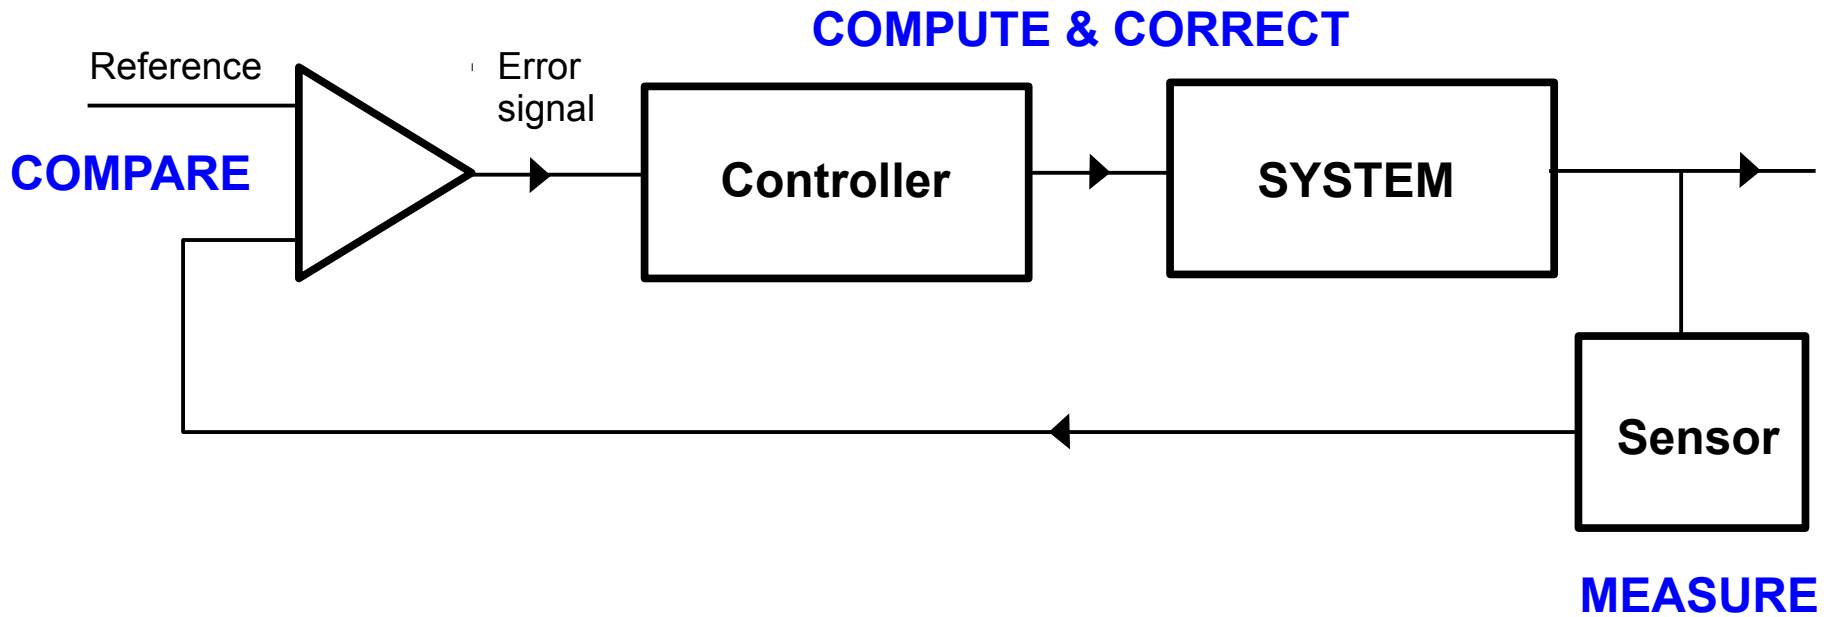 COMPUTE & CORRECT
Reference
Error
signal
COMPARE
Controller
SYSTEM
Sensor
MEASURE